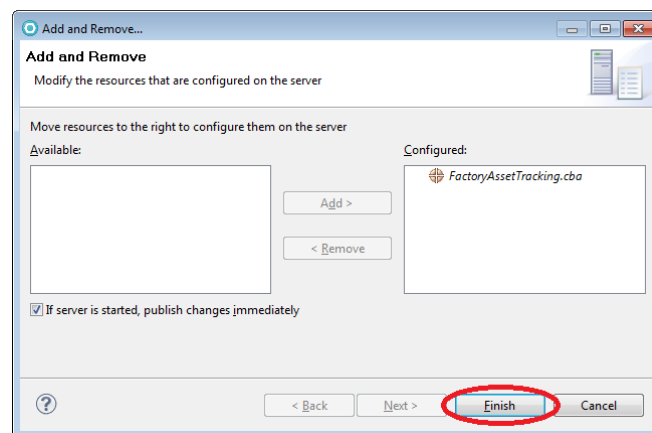 Add and Remove...
Add and Remove
Modify the resources that are configured on the server
Move resources to the right to configure them on the server
Available:
Configured:
FactoryAssetTracking.cba
Add >
< Remove
If server is started, publish changes immediately
?
< Back
Next >
Finish
Cancel